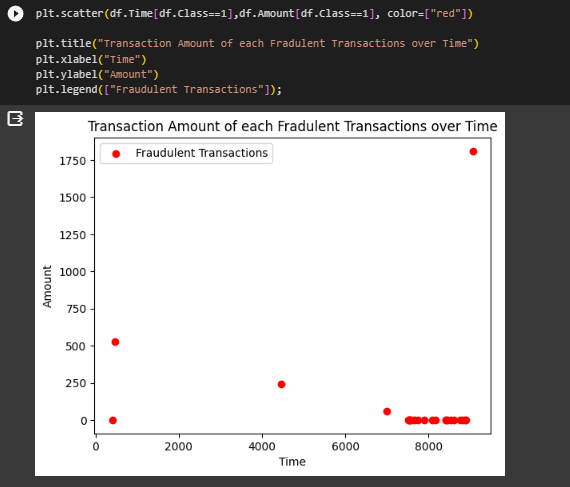 plt.scatter(df.Time[df.Class==1],df.Amount[df.Class==1], color=["red"])
plt.title("Transaction Amount of each Fradulent Transactions over Time")
plt.xlabel("Time")
plt.ylabel("Amount")
plt.legend(["Fraudulent Transactions"]);
Transaction Amount of each Fradulent Transactions over Time
Fraudulent Transactions
1750
1500
1250
1000
750
500
250
0
Amount
0 2000 4000 6000 8000
Time